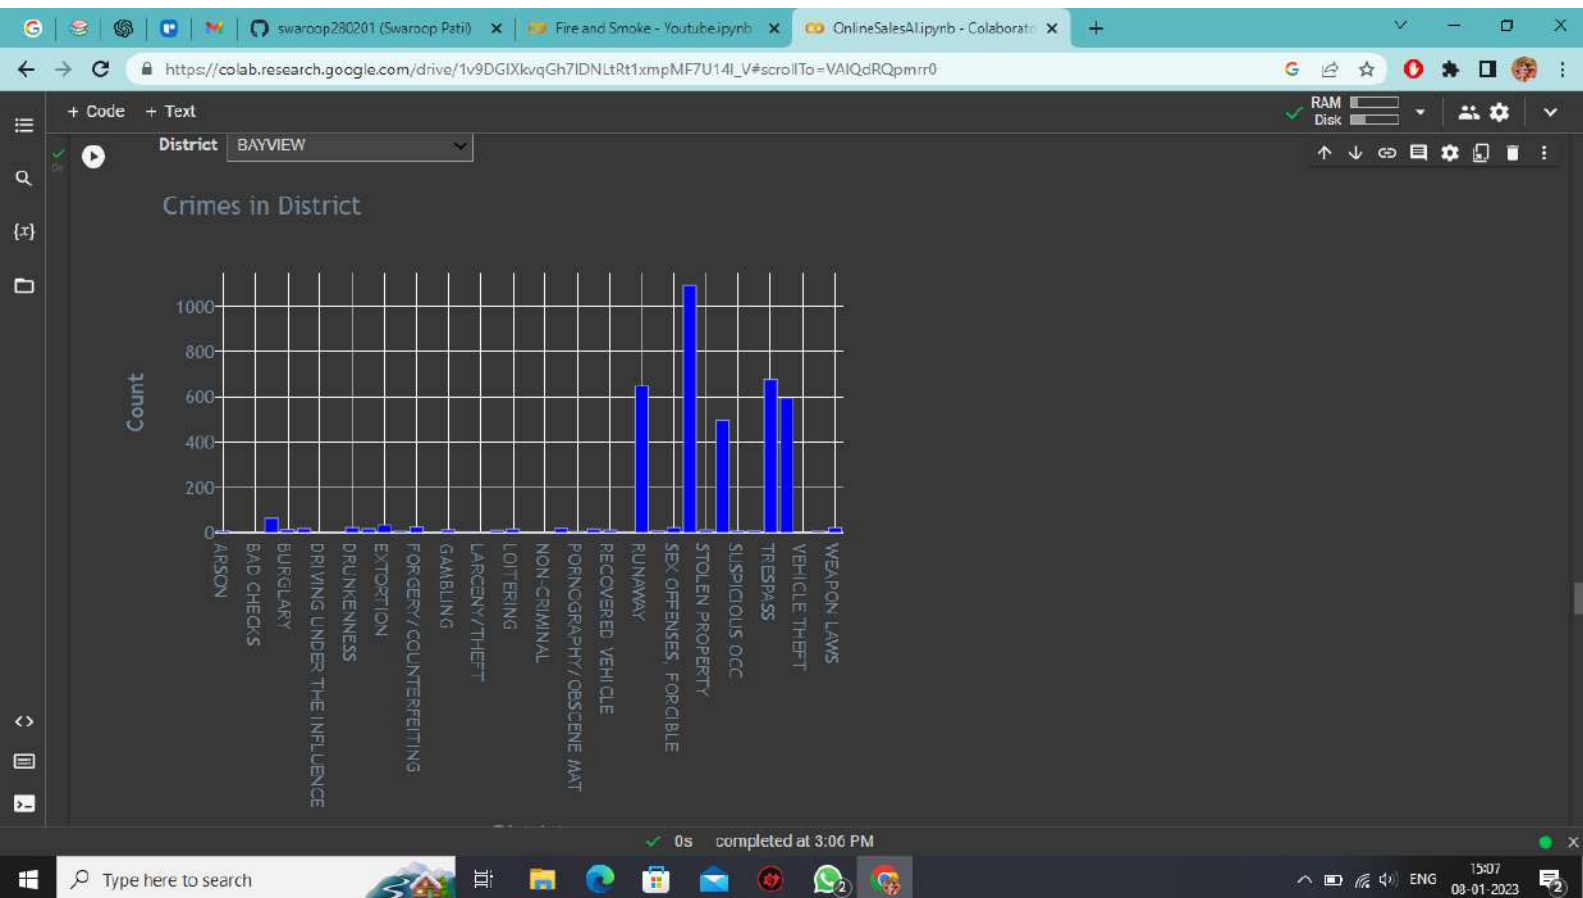 swaroop280201 (Swaroop Patil)
Fire and Smoke - Youtube.ipynb
OnlineSalesAI.ipynb - Colaborato
https://colab.research.google.com/drive/1v9DGIXkvqGh7IDNLtRt1xmpMF7U14I_V#scrollTo=VAIQdRQpmrr0
+ Code + Text
RAM
Disk
District BAYVIEW
0s
Crimes in District
{x}
Count
1000
800
600
400
200
0
ARSON
BAD CHECKS
BURGLARY
DRIVING UNDER THE INFLUENCE
DRUNKENNESS
EXTORTION
FORGERY/COUNTERFEITING
GAMBLING
LARCENY/THEFT
LOITERING
NON-CRIMINAL
PORNOGRAPHY/OBSCENE MAT
RECOVERED VEHICLE
RUNAWAY
SEX OFFENSES, FORCIBLE
STOLEN PROPERTY
SUSPICIOUS OCC
TRESPASS
VEHICLE THEFT
WEAPON LAWS
0s completed at 3:06 PM
Type here to search
2
ENG
15:07
08-01-2023
2